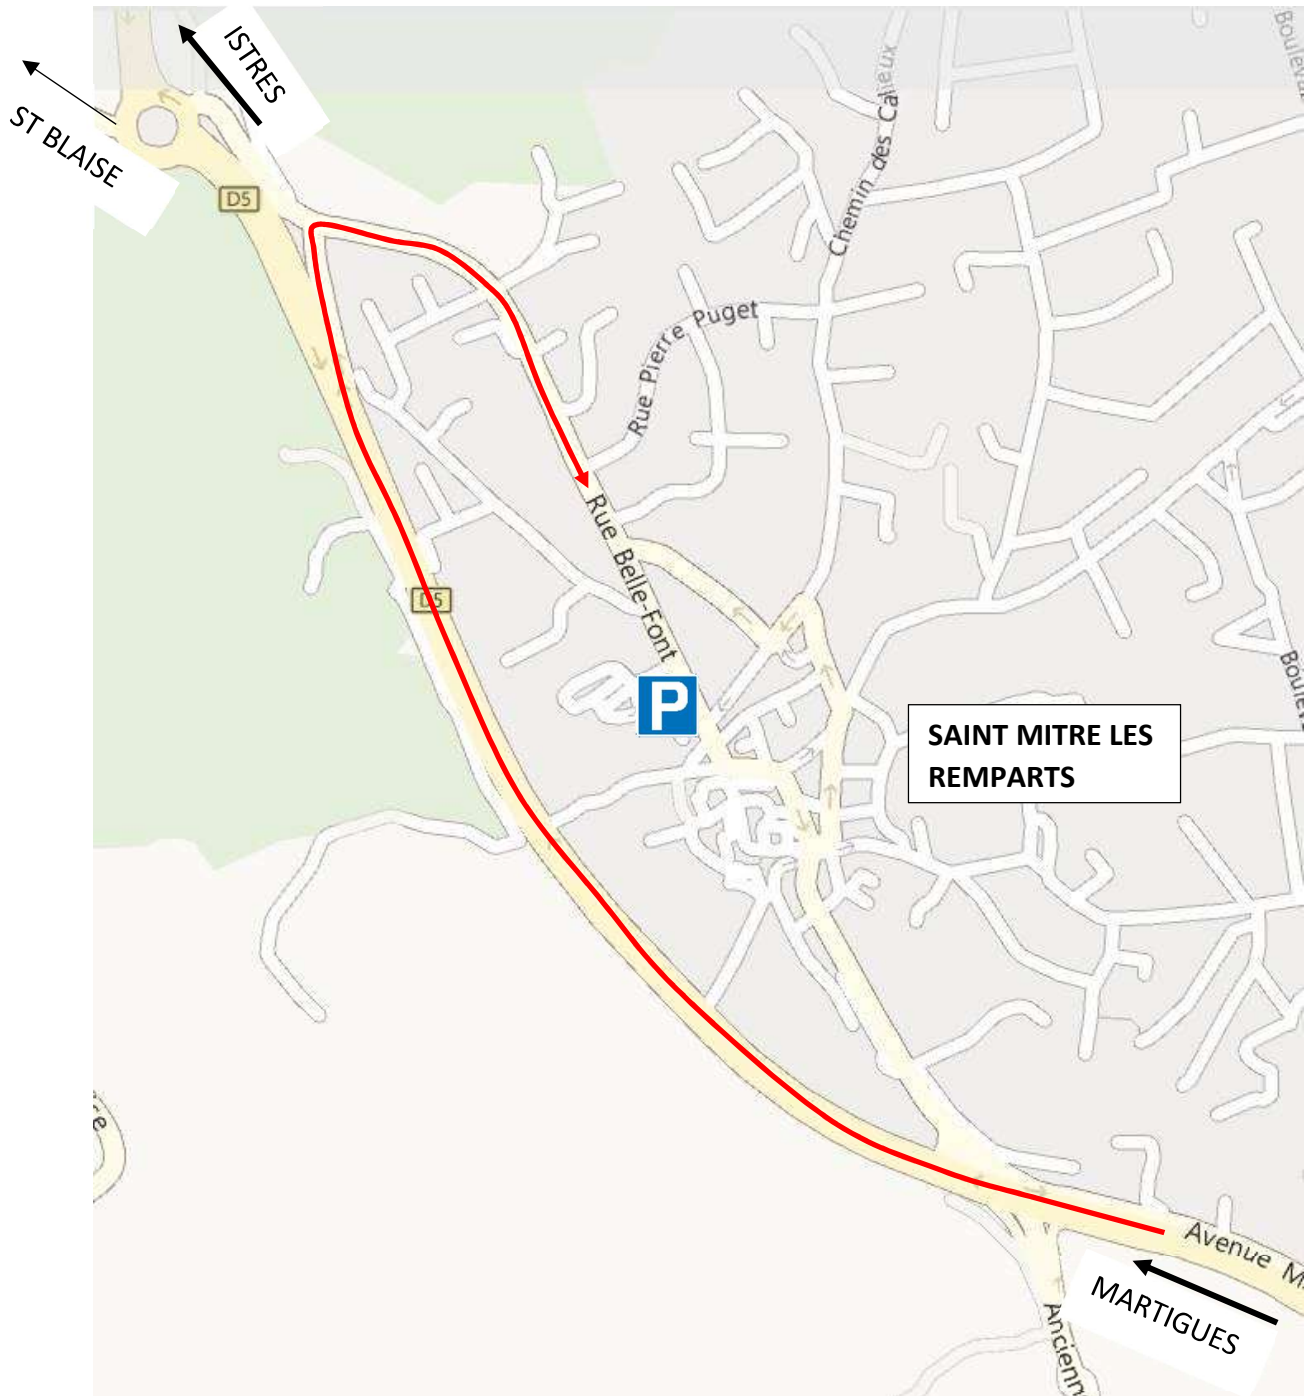 ISTRES
ST BLAISE
D5
Chemin des Calieux
Rue Pierre Puget
Rue Belle-Font
D5
P
SAINT MITRE LES
REMPARTS
Avenue M
MARTIGUES
Ancienn